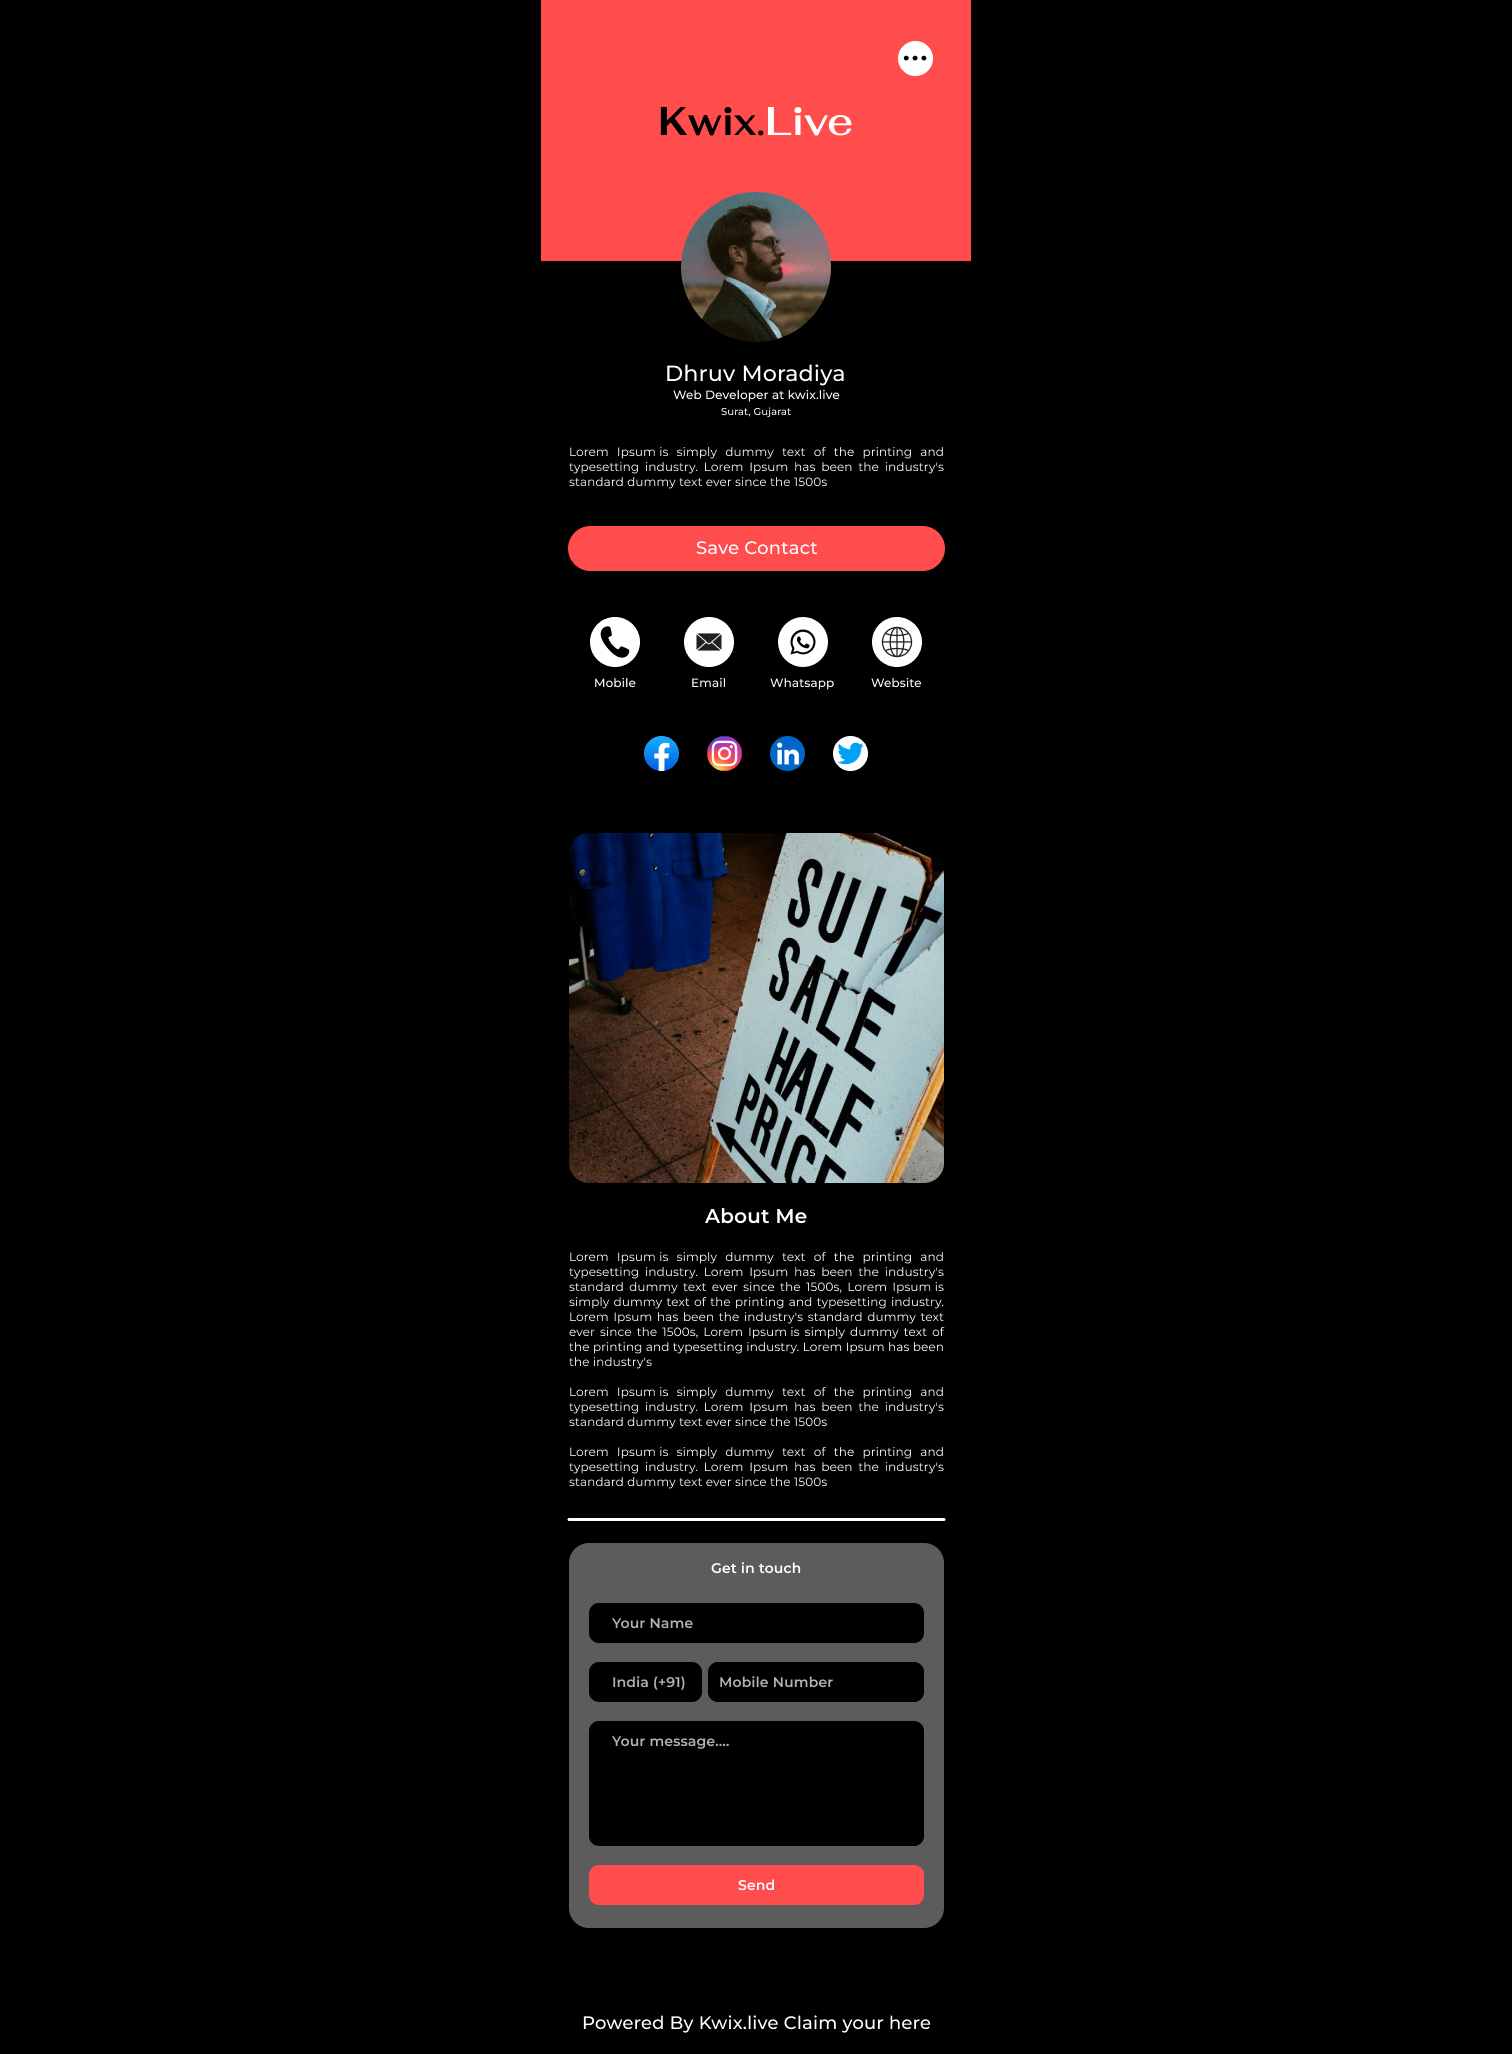 Kwix.Live
Dhruv Moradiya
Web Developer at kwix.live
Surat, Gujarat
Lorem Ipsum is simply dummy text of the printing and
typesetting industry. Lorem Ipsum has been the industry's
standard dummy text ever since the 1500s
Save Contact
Mobile
Email
Whatsapp
Website
SUIT
SALE
HALF
PRICE
About Me
Lorem Ipsum is simply dummy text of the printing and
typesetting industry. Lorem Ipsum has been the industry's
standard dummy text ever since the 1500s, Lorem Ipsum is
simply dummy text of the printing and typesetting industry.
Lorem Ipsum has been the industry's standard dummy text
ever since the 1500s, Lorem Ipsum is simply dummy text of
the printing and typesetting industry. Lorem Ipsum has been
the industry's
Lorem Ipsum is simply dummy text of the printing and
typesetting industry. Lorem Ipsum has been the industry's
standard dummy text ever since the 1500s
Lorem Ipsum is simply dummy text of the printing and
typesetting industry. Lorem Ipsum has been the industry's
standard dummy text ever since the 1500s
Get in touch
Your Name
India (+91)
Mobile Number
Your message....
Send
Powered By Kwix.live Claim your here